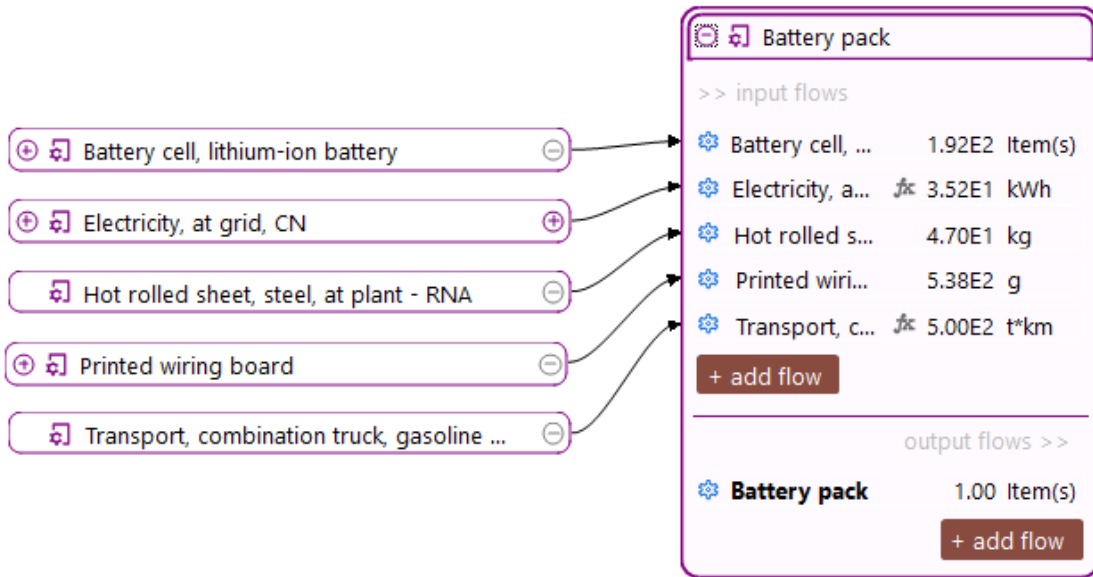 Battery pack
>> input flows
Battery cell, lithium-ion battery
Battery cell, ... 1.92E2 Item(s)
Electricity, at grid, CN
Electricity, a... fx 3.52E1 kWh
Hot rolled sheet, steel, at plant - RNA
Hot rolled s... 4.70E1 kg
Printed wiring board
Printed wiri... 5.38E2 g
Transport, combination truck, gasoline ...
Transport, c... fx 5.00E2 t*km
+ add flow
output flows >>
Battery pack 1.00 Item(s)
+ add flow